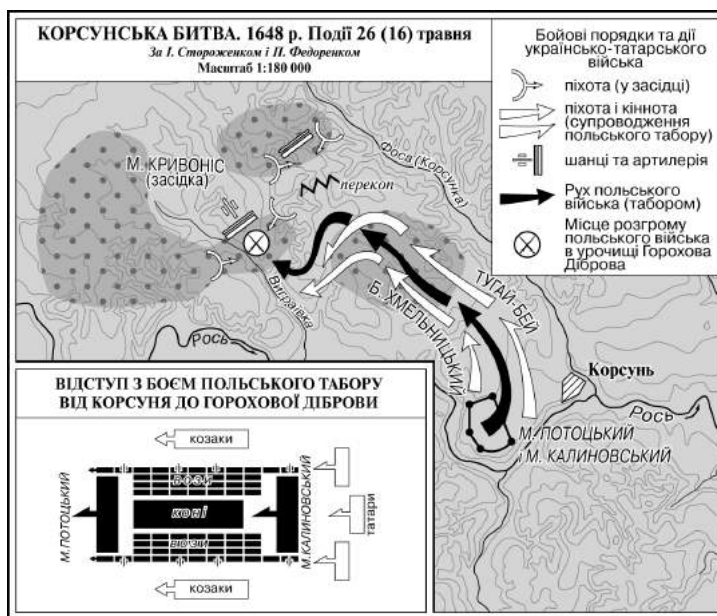 КОРСУНСЬКА БИТВА. 1648 р. Події 26 (16) травня
За І. Стороженком і П. Федоренком
Масштаб 1:180 000
Бойові порядки та дії
українсько-татарського
війська
піхота (у засідці)
піхота і кіннота
(супроводження
польського табору)
шанці та артилерія
Рух польського
війська (табором)
Місце розгрому
польського війська
в урочищі Горохова
Діброва
М. КРИВОНІС
(засідка)
перекоп
Фоса (Корсунка)
Виграївка
ТУГАЙ-БЕЙ
Б. ХМЕЛЬНИЦЬКИЙ
Рось
Корсунь
Рось
М. ПОТОЦЬКИЙ
і М. КАЛИНОВСЬКИЙ
ВІДСТУП З БОЄМ ПОЛЬСЬКОГО ТАБОРУ
ВІД КОРСУНЯ ДО ГОРОХОВОЇ ДІБРОВИ
козаки
М.ПОТОЦЬКИЙ
вози
коні
вози
М.КАЛИНОВСЬКИЙ
татари
козаки